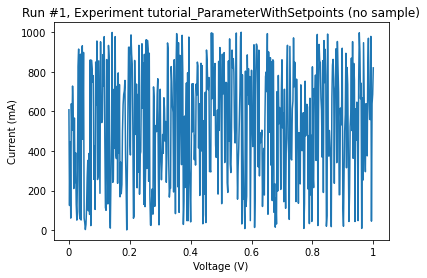 Run #1, Experiment tutorial_ParameterWithSetpoints (no sample)
Current (mA)
1000
800
600
400
200
0
0 0.2 0.4 0.6 0.8 1
Voltage (V)